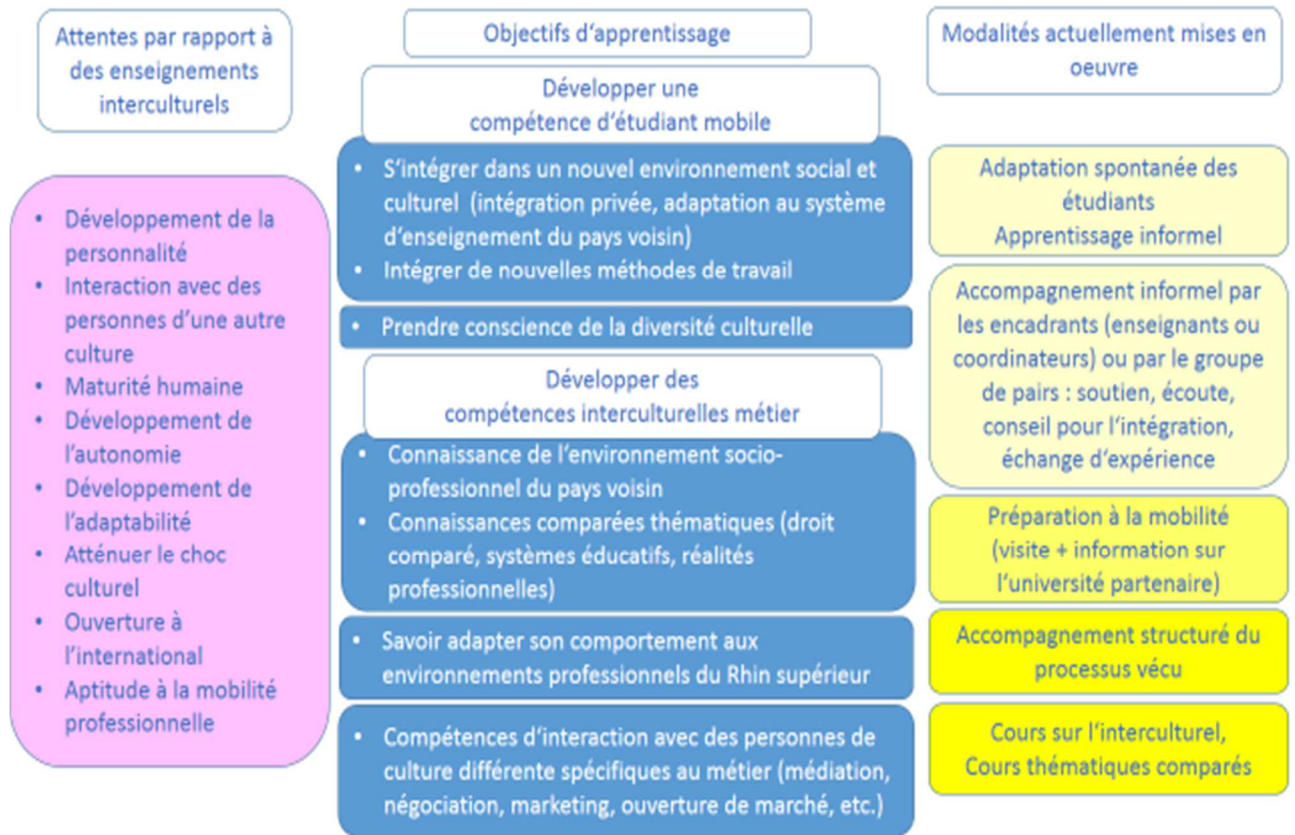 Attentes par rapport à
des enseignements
interculturels
• Développement de la
personnalité
• Interaction avec des
personnes d'une autre
culture
• Maturité humaine
• Développement de
l'autonomie
• Développement de
l'adaptabilité
• Atténuer le choc
culturel
• Ouverture à
l'international
• Aptitude à la mobilité
professionnelle
Objectifs d'apprentissage
Développer une
compétence d'étudiant mobile
• S'intégrer dans un nouvel environnement social et
culturel (intégration privée, adaptation au système
d'enseignement du pays voisin)
• Intégrer de nouvelles méthodes de travail
• Prendre conscience de la diversité culturelle
Développer des
compétences interculturelles métier
• Connaissance de l'environnement socio-
professionnel du pays voisin
• Connaissances comparées thématiques (droit
comparé, systèmes éducatifs, réalités
professionnelles)
• Savoir adapter son comportement aux
environnements professionnels du Rhin supérieur
• Compétences d'interaction avec des personnes de
culture différente spécifiques au métier (médiation,
négociation, marketing, ouverture de marché, etc.)
Modalités actuellement mises en
oeuvre
Adaptation spontanée des
étudiants
Apprentissage informel
Accompagnement informel par
les encadrants (enseignants ou
coordinateurs) ou par le groupe
de pairs : soutien, écoute,
conseil pour l'intégration,
échange d'expérience
Préparation à la mobilité
(visite + information sur
l'université partenaire)
Accompagnement structuré du
processus vécu
Cours sur l'interculturel,
Cours thématiques comparés